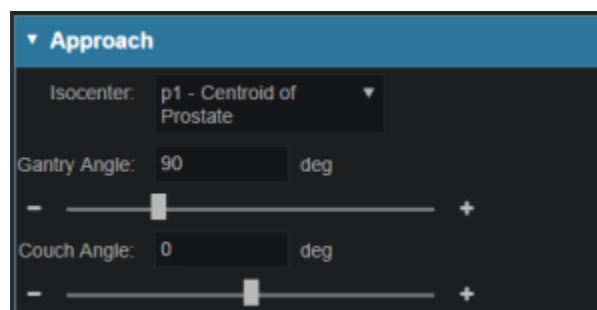 ▼ Approach
Isocenter: p1 - Centroid of ▼
Prostate
Gantry Angle: 90 deg
- +
Couch Angle: 0 deg
- +